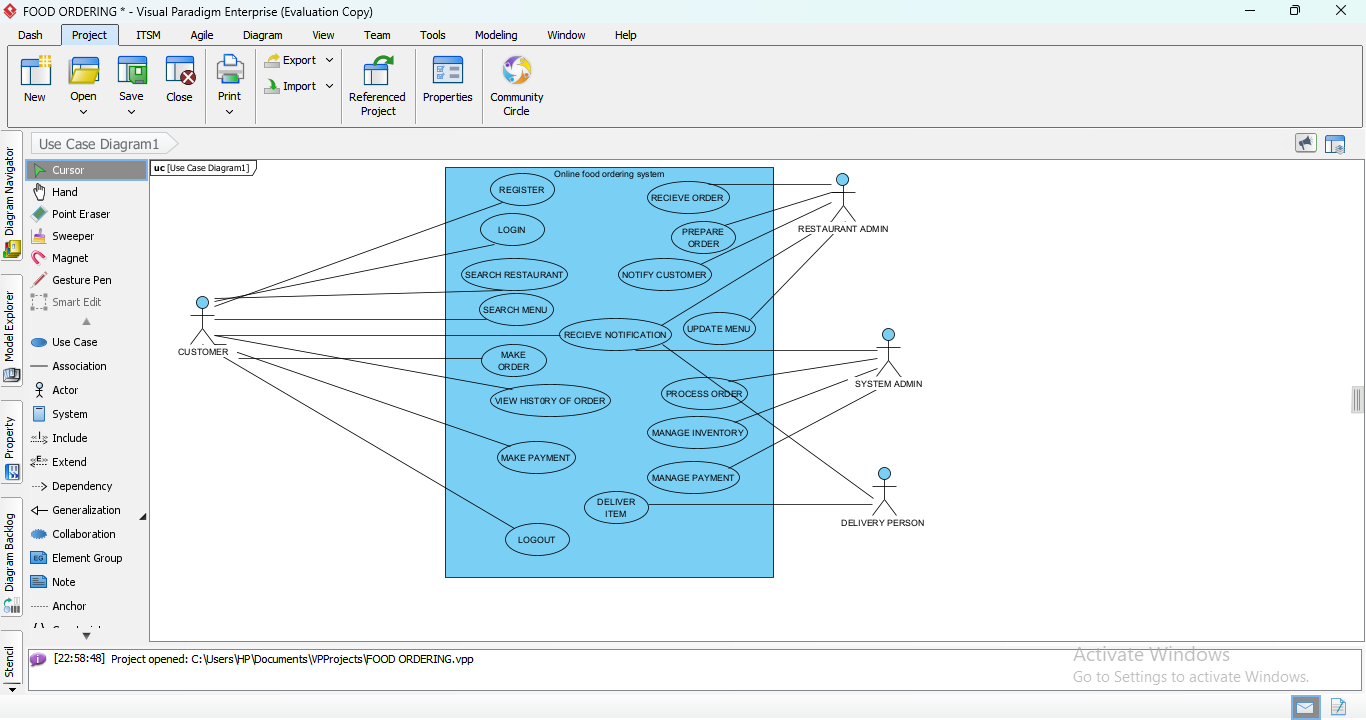 FOOD ORDERING * - Visual Paradigm Enterprise (Evaluation Copy)
Dash Project ITSM Agile Diagram View Team Tools Modeling Window Help
New
Open
Save
Close
Print
Export
Import
Referenced
Project
Properties
Community
Circle
Use Case Diagram1
Diagram Navigator
Model Explorer
Property
Diagram Backlog
Stencil
Cursor
Hand
Point Eraser
Sweeper
Magnet
Gesture Pen
Smart Edit
Use Case
Association
Actor
System
Include
Extend
Dependency
Generalization
Collaboration
EG Element Group
Note
Anchor
uc [Use Case Diagram1]
Online food ordering system
REGISTER
LOGIN
SEARCH RESTAURANT
SEARCH MENU
MAKE
ORDER
VIEW HISTORY OF ORDER
MAKE PAYMENT
LOGOUT
RECIEVE ORDER
PREPARE
ORDER
NOTIFY CUSTOMER
RECIEVE NOTIFICATION
UPDATE MENU
PROCESS ORDER
MANAGE INVENTORY
MANAGE PAYMENT
DELIVER
ITEM
CUSTOMER
RESTAURANT ADMIN
SYSTEM ADMIN
DELIVERY PERSON
[22:58:48] Project opened: C:\Users\HP\Documents\VPProjects\FOOD ORDERING.vpp
Activate Windows
Go to Settings to activate Windows.